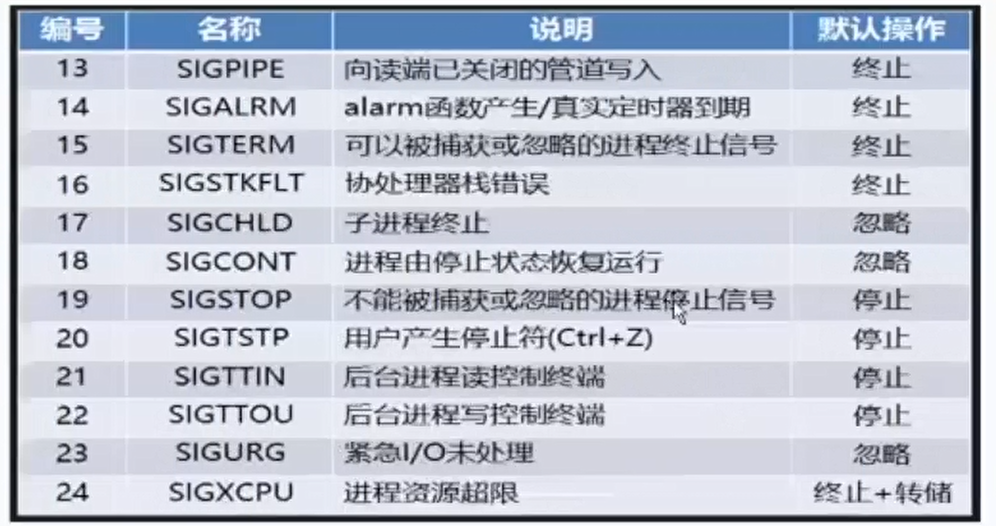 编号 名称 说明 默认操作
13 SIGPIPE 向读端已关闭的管道写入 终止
14 SIGALRM alarm函数产生/真实定时器到期 终止
15 SIGTERM 可以被捕获或忽略的进程终止信号 终止
16 SIGSTKFLT 协处理器栈错误 终止
17 SIGCHLD 子进程终止 忽略
18 SIGCONT 进程由停止状态恢复运行 忽略
19 SIGSTOP 不能被捕获或忽略的进程停止信号 停止
20 SIGTSTP 用户产生停止符(Ctrl+Z) 停止
21 SIGTTIN 后台进程读控制终端 停止
22 SIGTTOU 后台进程写控制终端 停止
23 SIGURG 紧急I/O未处理 忽略
24 SIGXCPU 进程资源超限 终止+转储